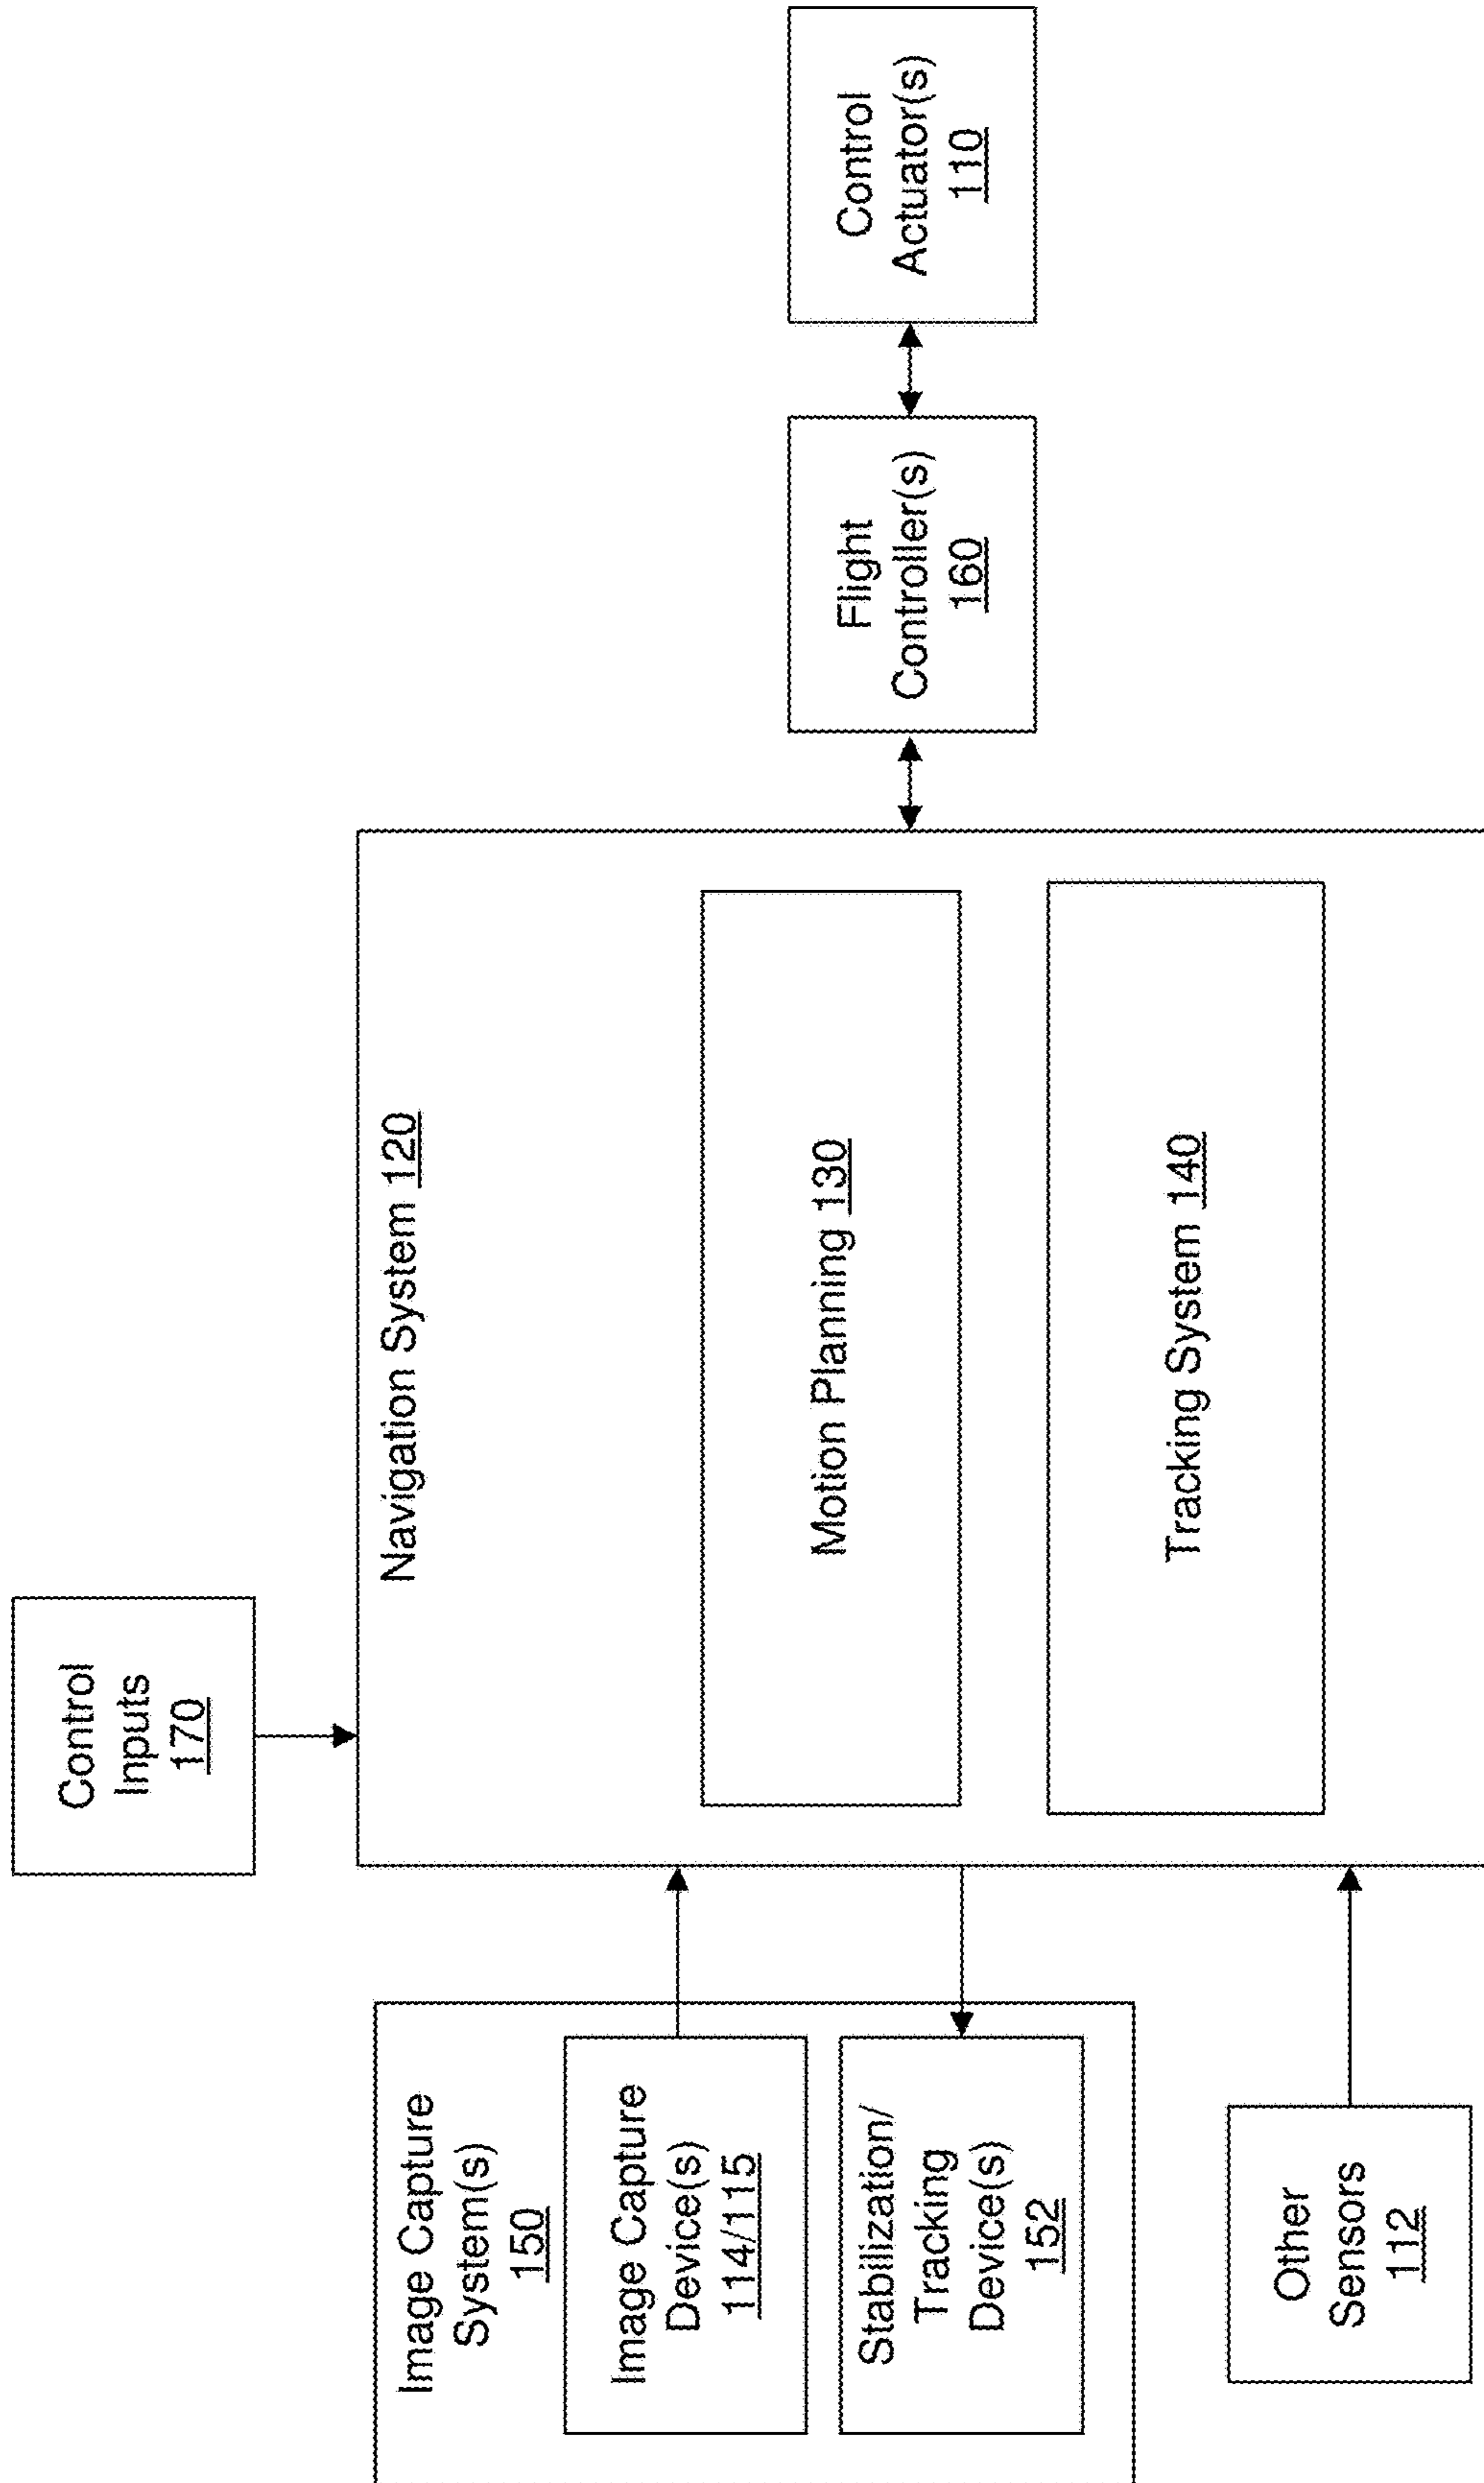 Control
Inputs
170
Image Capture
System(s)
150
Image Capture
Device(s)
114/115
Stabilization/
Tracking
Device(s)
152
Other
Sensors
112
Navigation System 120
Motion Planning 130
Tracking System 140
Flight
Controller(s)
160
Control
Actuator(s)
110